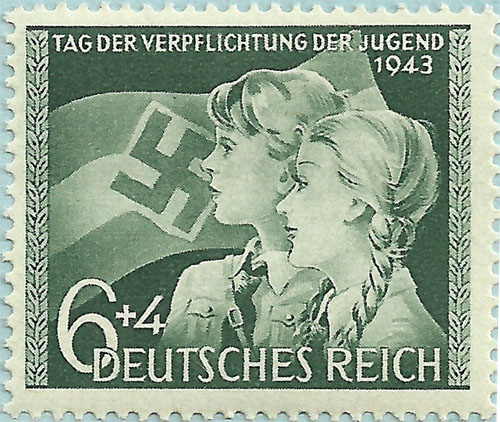 TAG DER VERPFLICHTUNG DER JUGEND
1943
6+4
DEUTSCHES REICH